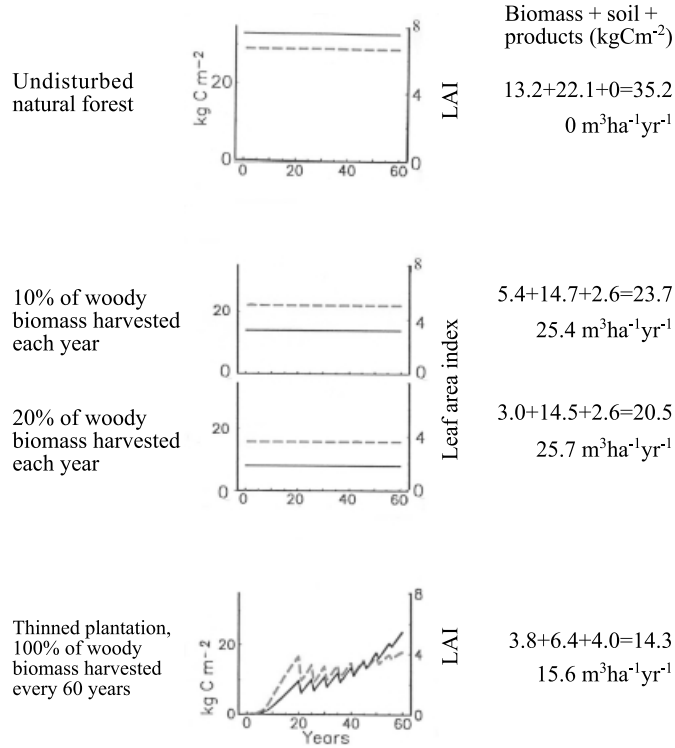 Biomass + soil +
products (kgCm-2)
Undisturbed
natural forest
kg C m-2
20
0
8
4
0
LAI
0 20 40 60
13.2+22.1+0=35.2
0 m³ha⁻¹yr⁻¹
10% of woody
biomass harvested
each year
20
0
8
4
0
5.4+14.7+2.6=23.7
25.4 m³ha⁻¹yr⁻¹
Leaf area index
20% of woody
biomass harvested
each year
20
0
4
0
0 20 40 60
3.0+14.5+2.6=20.5
25.7 m³ha⁻¹yr⁻¹
Thinned plantation,
100% of woody
biomass harvested
every 60 years
kg C m-2
20
0
8
4
0
LAI
0 20 40 60
Years
3.8+6.4+4.0=14.3
15.6 m³ha⁻¹yr⁻¹